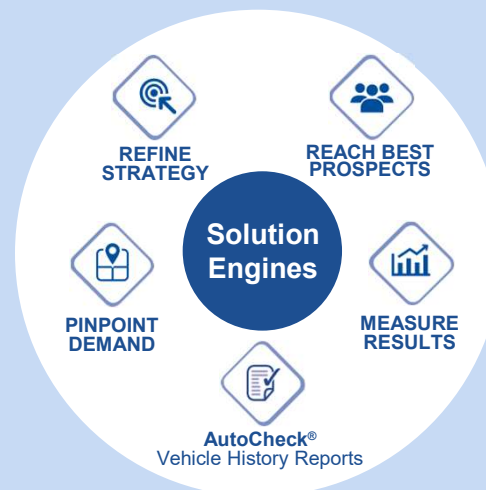 REFINE
STRATEGY
REACH BEST
PROSPECTS
Solution
Engines
PINPOINT
DEMAND
MEASURE
RESULTS
AutoCheck®
Vehicle History Reports